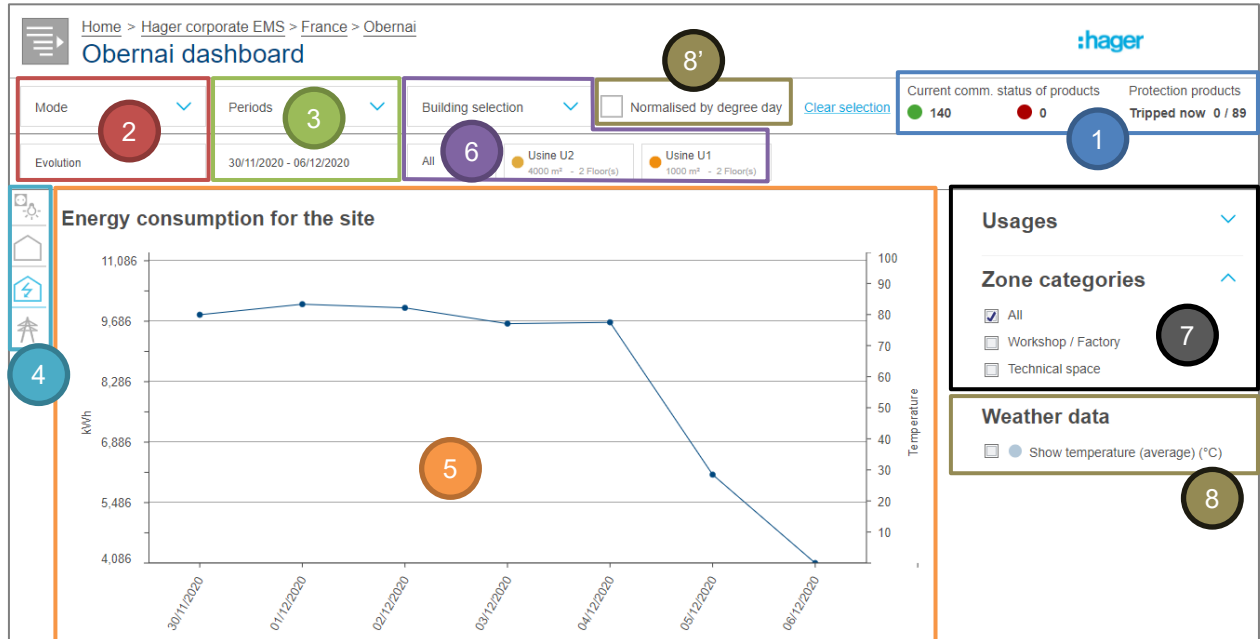 Home > Hager corporate EMS > France > Obernai
Obernai dashboard
:hager
8'
Mode
Periods
Building selection
Normalised by degree day
Clear selection
Current comm. status of products
Protection products
140
0
Tripped now 0 / 89
2
3
6
1
Evolution
30/11/2020 - 06/12/2020
All
Usine U2
4000 m² - 2 Floor(s)
Usine U1
1000 m² - 2 Floor(s)
Energy consumption for the site
11,086
9,686
8,286
6,886
5,486
4,086
kWh
100
90
80
70
60
50
40
30
20
10
-
Temperature
30/11/2020
01/12/2020
02/12/2020
03/12/2020
04/12/2020
05/12/2020
06/12/2020
4
5
Usages
Zone categories
All
Workshop / Factory
Technical space
7
Weather data
Show temperature (average) (°C)
8